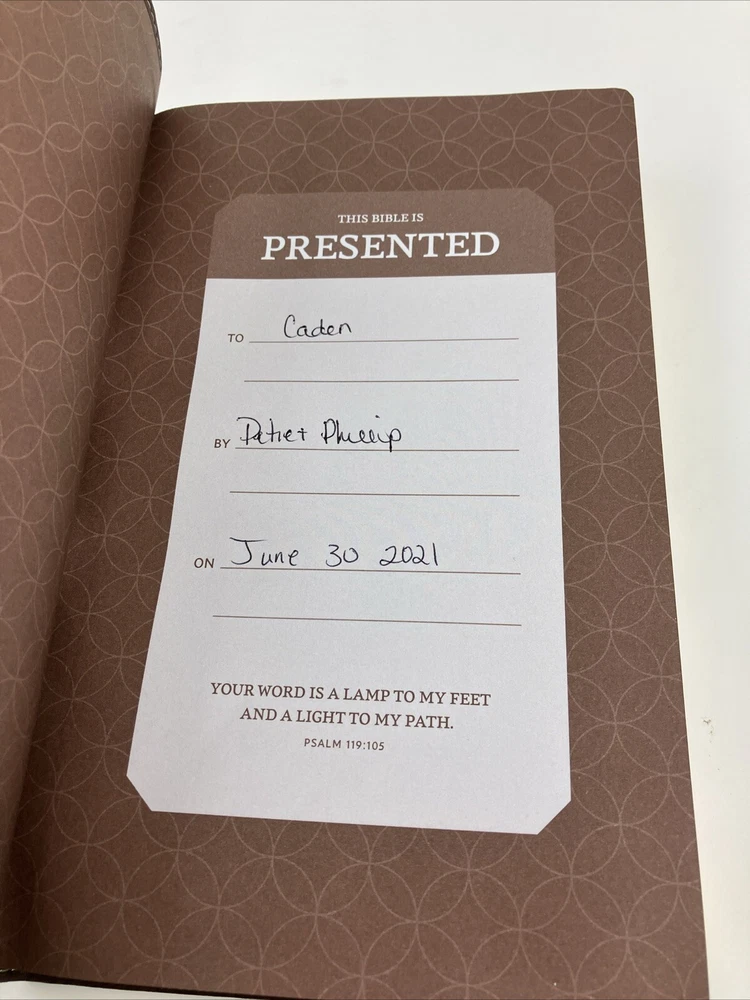 THIS BIBLE IS
PRESENTED
TO Caden
BY Phillip
ON June 30 2021
YOUR WORD IS A LAMP TO MY FEET
AND A LIGHT TO MY PATH.
PSALM 119:105